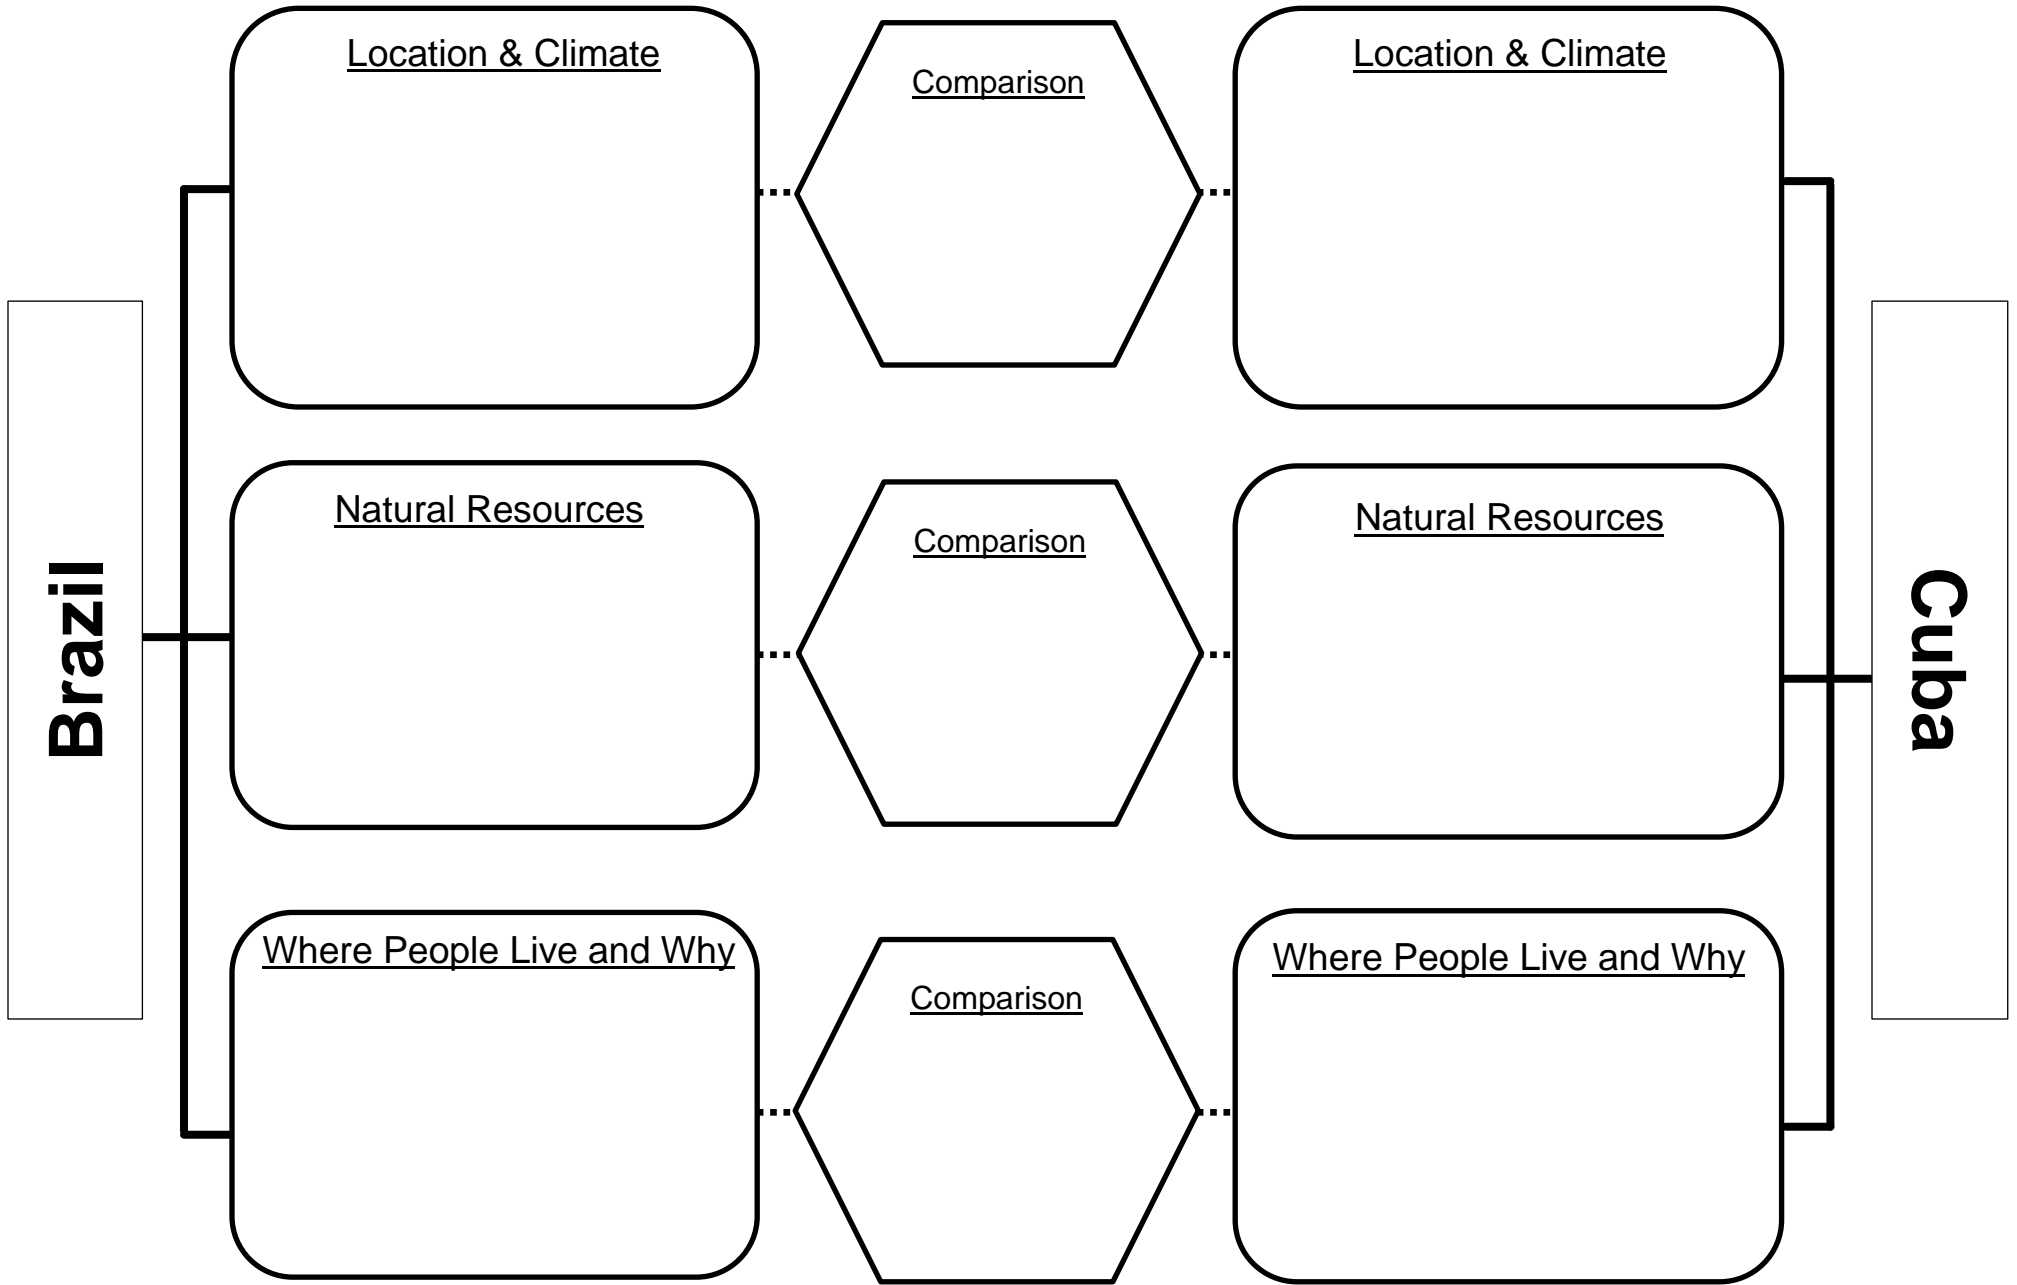 Location & Climate
Comparison
Location & Climate
Brazil
Natural Resources
Comparison
Natural Resources
Cuba
Where People Live and Why
Comparison
Where People Live and Why